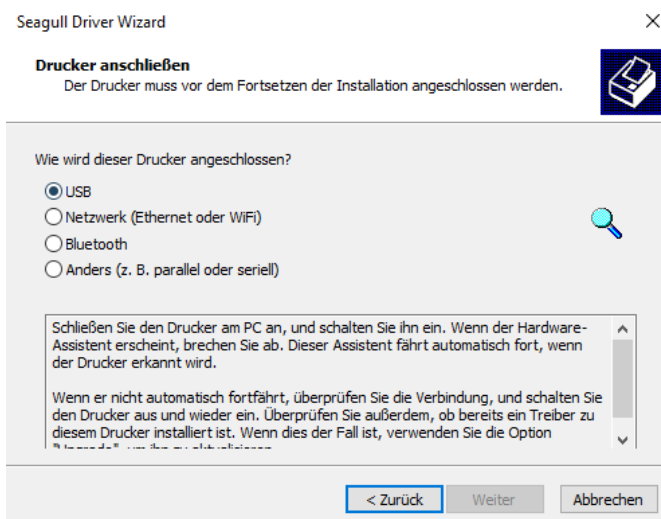 Seagull Driver Wizard
Drucker anschließen
Der Drucker muss vor dem Fortsetzen der Installation angeschlossen werden.
Wie wird dieser Drucker angeschlossen?
USB
Netzwerk (Ethernet oder WiFi)
Bluetooth
Anders (z. B. parallel oder seriell)
Schließen Sie den Drucker am PC an, und schalten Sie ihn ein. Wenn der Hardware-
Assistent erscheint, brechen Sie ab. Dieser Assistent fährt automatisch fort, wenn
der Drucker erkannt wird.
Wenn er nicht automatisch fortfährt, überprüfen Sie die Verbindung, und schalten Sie
den Drucker aus und wieder ein. Überprüfen Sie außerdem, ob bereits ein Treiber zu
diesem Drucker installiert ist. Wenn dies der Fall ist, verwenden Sie die Option
< Zurück
Weiter
Abbrechen